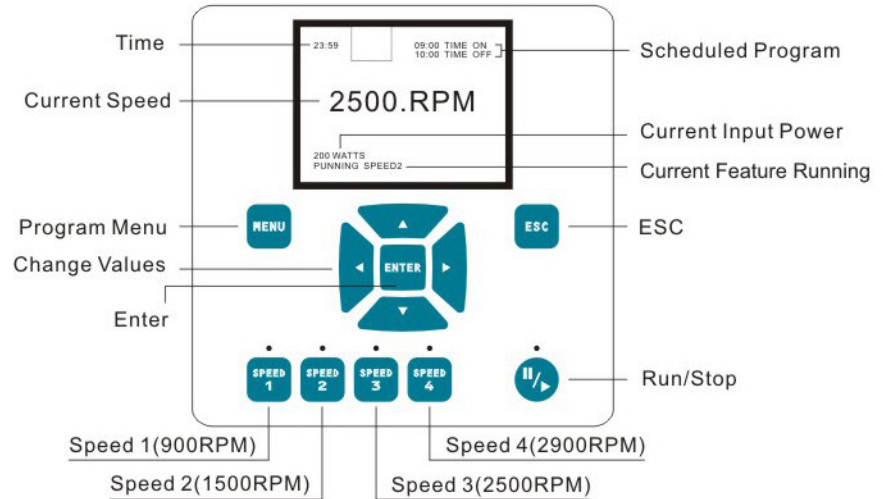 Time
23:59
09:00 TIME ON
10:00 TIME OFF
Scheduled Program
Current Speed
2500.RPM
Current Input Power
200 WATTS
PUNNING SPEED2
Current Feature Running
Program Menu
MENU
ESC
ESC
Change Values
ENTER
Enter
SPEED
1
SPEED
2
SPEED
3
SPEED
4
Run/Stop
Speed 1(900RPM)
Speed 4(2900RPM)
Speed 2(1500RPM)
Speed 3(2500RPM)